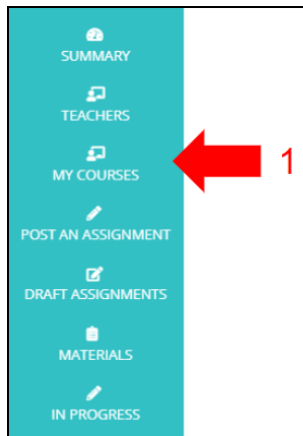 SUMMARY
TEACHERS
MY COURSES
1
POST AN ASSIGNMENT
DRAFT ASSIGNMENTS
MATERIALS
IN PROGRESS